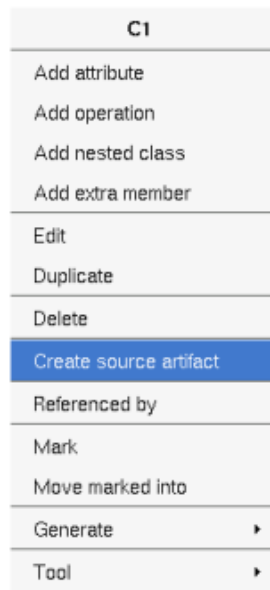 C1
Add attribute
Add operation
Add nested class
Add extra member
Edit
Duplicate
Delete
Create source artifact
Referenced by
Mark
Move marked into
Generate
Tool